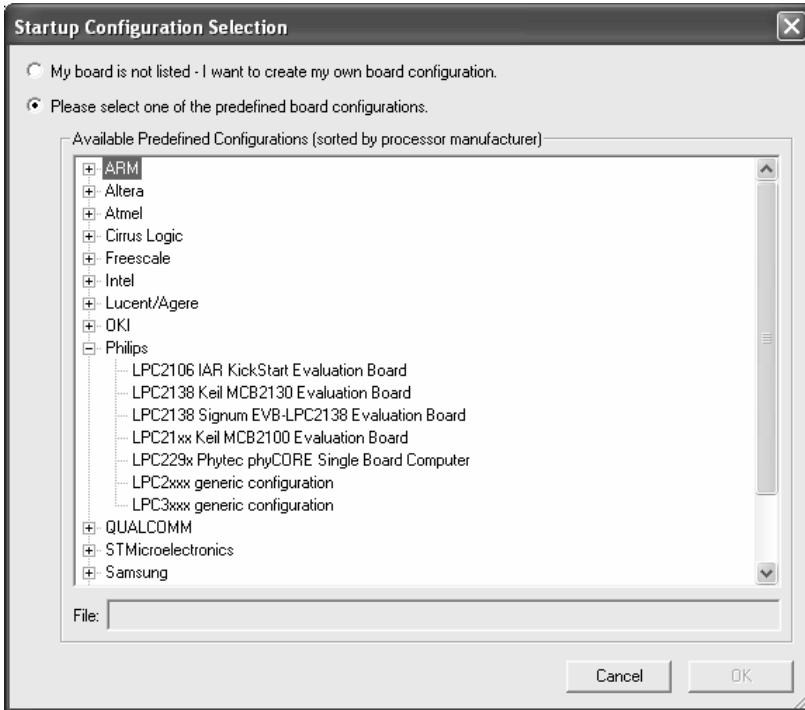 Startup Configuration Selection
My board is not listed - I want to create my own board configuration.
Please select one of the predefined board configurations.
Available Predefined Configurations (sorted by processor manufacturer)
ARM
Altera
Atmel
Cirrus Logic
Freescale
Intel
Lucent/Agere
OKI
Philips
LPC2106 IAR KickStart Evaluation Board
LPC2138 Keil MCB2130 Evaluation Board
LPC2138 Signum EVB-LPC2138 Evaluation Board
LPC21xx Keil MCB2100 Evaluation Board
LPC229x Phytec phyCORE Single Board Computer
LPC2xxx generic configuration
LPC3xxx generic configuration
QUALCOMM
STMicroelectronics
Samsung
File:
Cancel OK